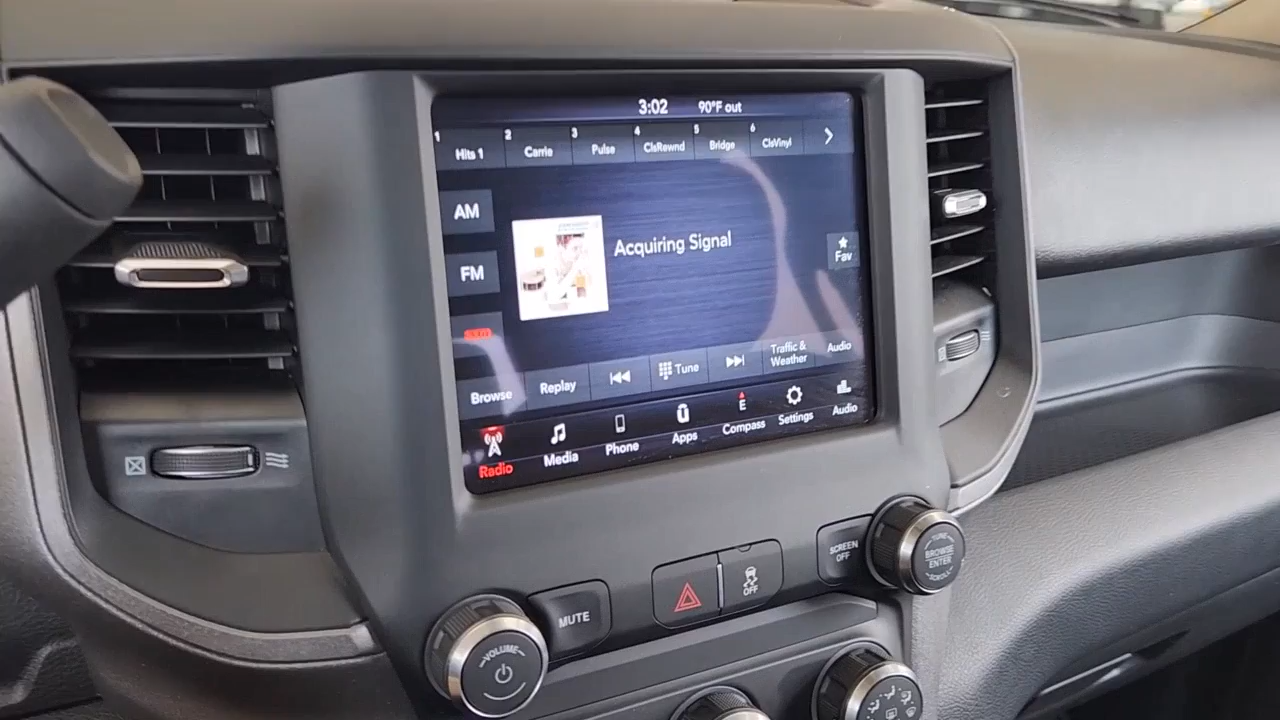 3:02 90°F out
1 Hits 1
2 Carrie
3 Pulse
4 ClsRewnd
5 Bridge
6 ClsVinyl
AM
FM
Acquiring Signal
Fav
Browse
Replay
Tune
Traffic &
Weather
Audio
Radio
Media
Phone
Apps
E
Compass
Settings
Audio
SCREEN
OFF
TUNE
BROWSE
ENTER
SCROLL
OFF
MUTE
VOLUME